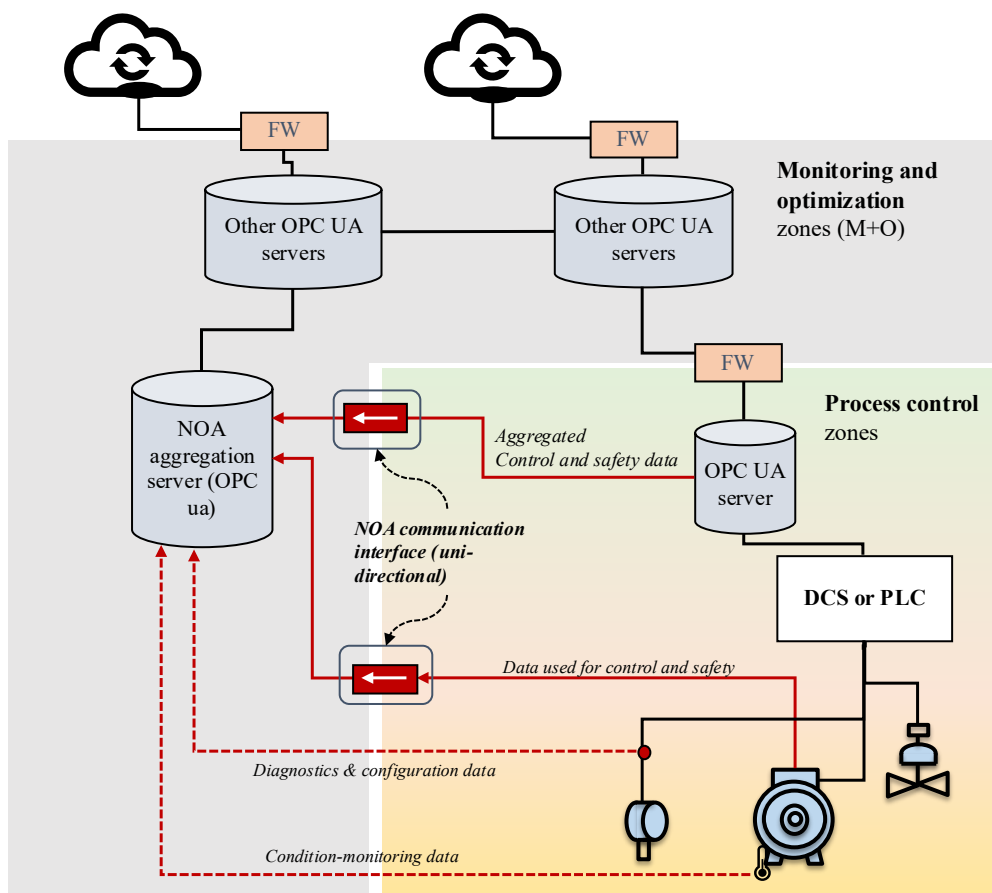 FW
FW
Monitoring and
optimization
zones (M+O)
Other OPC UA
servers
Other OPC UA
servers
FW
Process control
zones
NOA
aggregation
server (OPC
ua)
Aggregated
Control and safety data
OPC UA
server
NOA communication
interface (uni-
directional)
DCS or PLC
Data used for control and safety
Diagnostics & configuration data
Condition-monitoring data